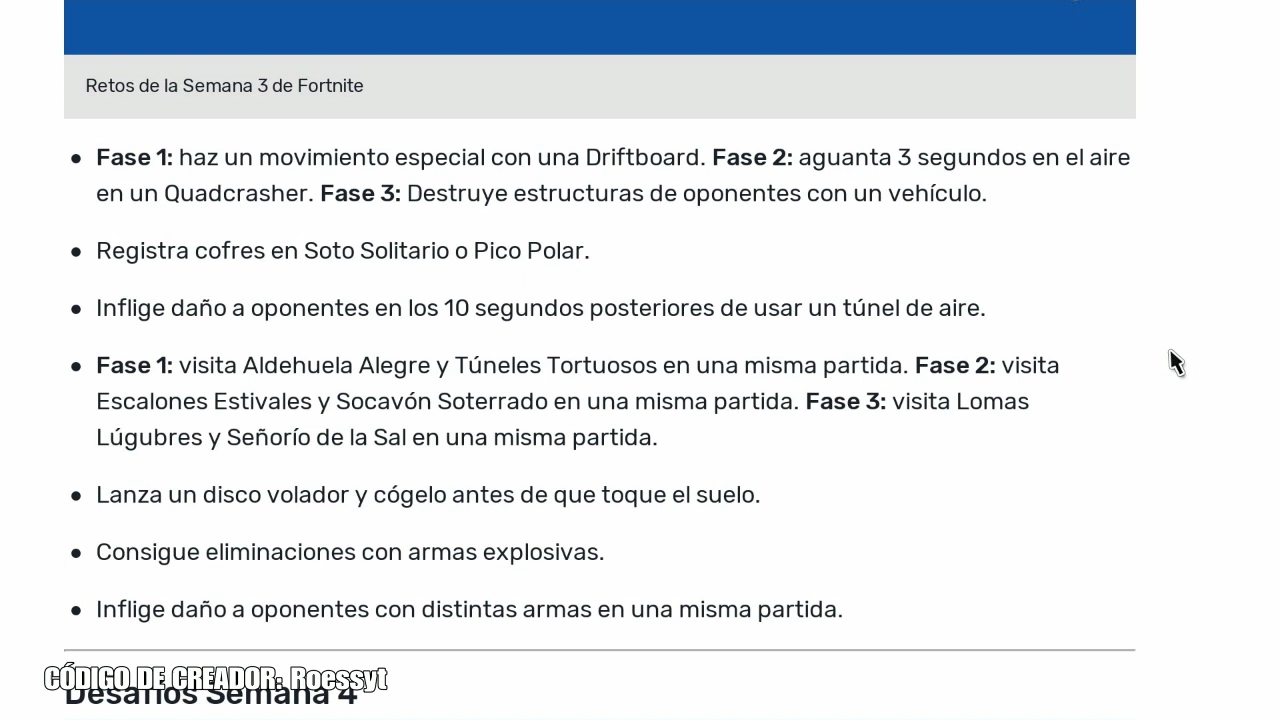 Retos de la Semana 3 de Fortnite
Fase 1: haz un movimiento especial con una Driftboard. Fase 2: aguanta 3 segundos en el aire
en un Quadcrasher. Fase 3: Destruye estructuras de oponentes con un vehículo.
Registra cofres en Soto Solitario o Pico Polar.
Inflige daño a oponentes en los 10 segundos posteriores de usar un túnel de aire.
Fase 1: visita Aldehuela Alegre y Túneles Tortuosos en una misma partida. Fase 2: visita
Escalones Estivales y Socavón Soterrado en una misma partida. Fase 3: visita Lomas
Lúgubres y Señorío de la Sal en una misma partida.
Lanza un disco volador y cógelo antes de que toque el suelo.
Consigue eliminaciones con armas explosivas.
Inflige daño a oponentes con distintas armas en una misma partida.
CÓDIGO DE CREADOR: Roessyt
Desafíos Semana 4